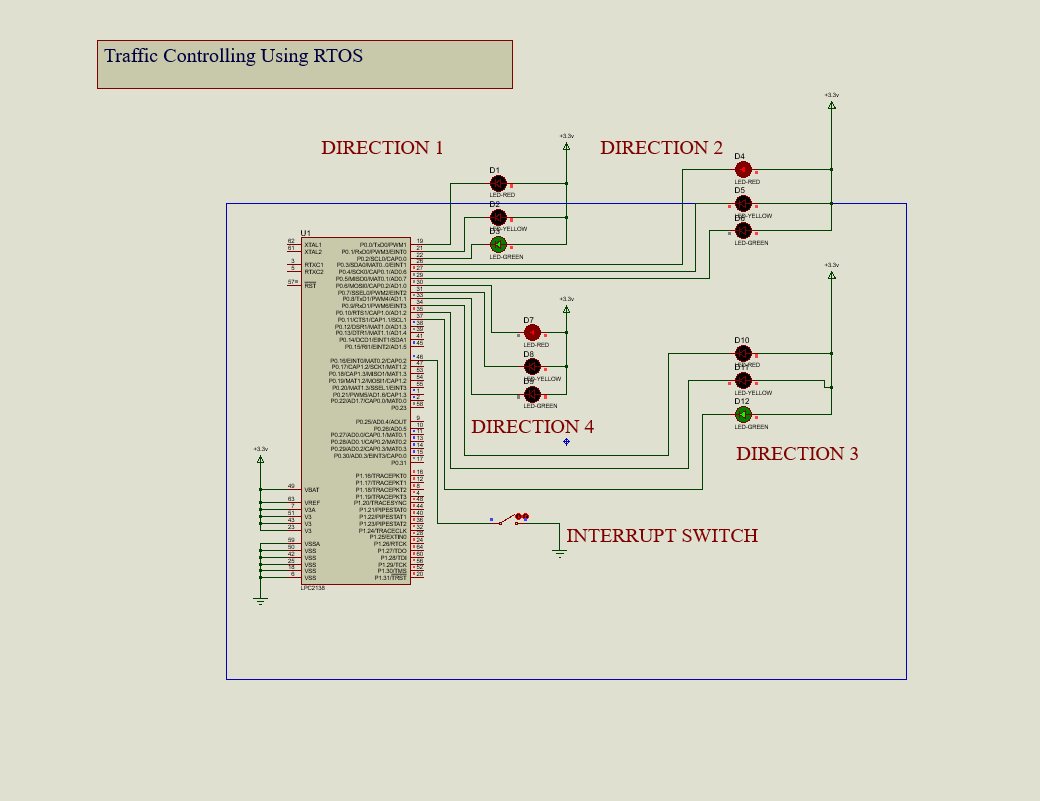 Traffic Controlling Using RTOS
+3.3v
DIRECTION 1
+3.3v
DIRECTION 2
D1
LED-RED
D2
LED-YELLOW
D3
LED-GREEN
D4
LED-RED
D5
LED-YELLOW
D6
LED-GREEN
U1
62 XTAL1
61 XTAL2
3 RTXC1
5 RTXC2
57 RST
P0.0/TxD0/PWM1 19
P0.1/RxD0/PWM3/EINT0 21
P0.2/SCL0/CAP0.0 22
P0.3/SDA0/MAT0.0/EINT1 26
P0.4/SCK0/CAP0.1/AD0.6 27
P0.5/MISO0/MAT0.1/AD0.7 29
P0.6/MOSI0/CAP0.2/AD1.0 30
P0.7/SSEL0/PWM2/EINT2 31
P0.8/TxD1/PWM4/AD1.1 33
P0.9/RxD1/PWM6/EINT3 34
P0.10/RTS1/CAP1.0/AD1.2 35
P0.11/CTS1/CAP1.1/SCL1 37
P0.12/DSR1/MAT1.0/AD1.3 38
P0.13/DTR1/MAT1.1/AD1.4 39
P0.14/DCD1/EINT1/SDA1 41
P0.15/RI1/EINT2/AD1.5 45
P0.16/EINT0/MAT0.2/CAP0.2 46
P0.17/CAP1.2/SCK1/MAT1.2 47
P0.18/CAP1.3/MISO1/MAT1.3 53
P0.19/MAT1.2/MOSI1/CAP1.2 54
P0.20/MAT1.3/SSEL1/EINT3 55
P0.21/PWM5/AD1.6/CAP1.3 1
P0.22/AD1.7/CAP0.0/MAT0.0 2
P0.23 58
P0.25/AD0.4/AOUT 9
P0.26/AD0.5 10
P0.27/AD0.0/CAP0.1/MAT0.1 11
P0.28/AD0.1/CAP0.2/MAT0.2 13
P0.29/AD0.2/CAP0.3/MAT0.3 14
P0.30/AD0.3/EINT3/CAP0.0 15
P0.31 17
P1.16/TRACEPKT0 16
P1.17/TRACEPKT1 12
P1.18/TRACEPKT2 8
P1.19/TRACEPKT3 4
P1.20/TRACESYNC 48
P1.21/PIPESTAT0 44
P1.22/PIPESTAT1 40
P1.23/PIPESTAT2 36
P1.24/TRACECLK 32
P1.25/EXTIN0 28
P1.26/RTCK 24
P1.27/TDO 64
P1.28/TDI 60
P1.29/TCK 56
P1.30/TMS 52
P1.31/TRST 20
+3.3v
49 VBAT
63 VREF
7 V3A
51 V3
43 V3
23 V3
59 VSSA
50 VSS
42 VSS
25 VSS
18 VSS
6 VSS
LPC2138
+3.3v
D7
LED-RED
D8
LED-YELLOW
D9
LED-GREEN
DIRECTION 4
+3.3v
D10
LED-RED
D11
LED-YELLOW
D12
LED-GREEN
DIRECTION 3
INTERRUPT SWITCH